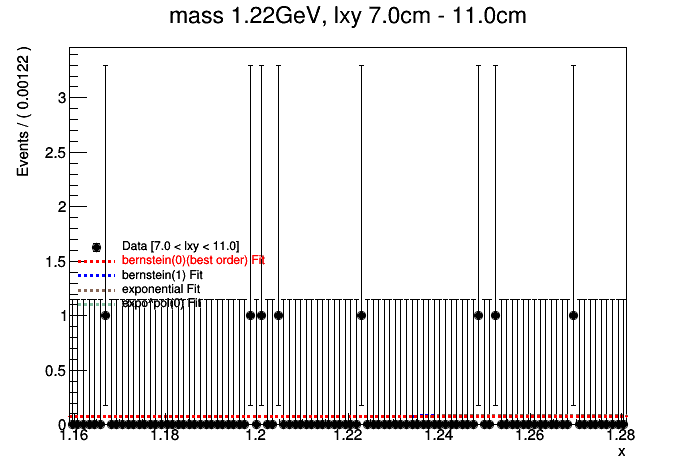 mass 1.22GeV, lxy 7.0cm - 11.0cm
Events / ( 0.00122 )
3
2.5
2
1.5
1
0.5
0
Data [7.0 < lxy < 11.0]
bernstein(0)(best order) Fit
bernstein(1) Fit
exponential Fit
expo*pol(0) Fit
1.16 1.18 1.2 1.22 1.24 1.26 1.28
x